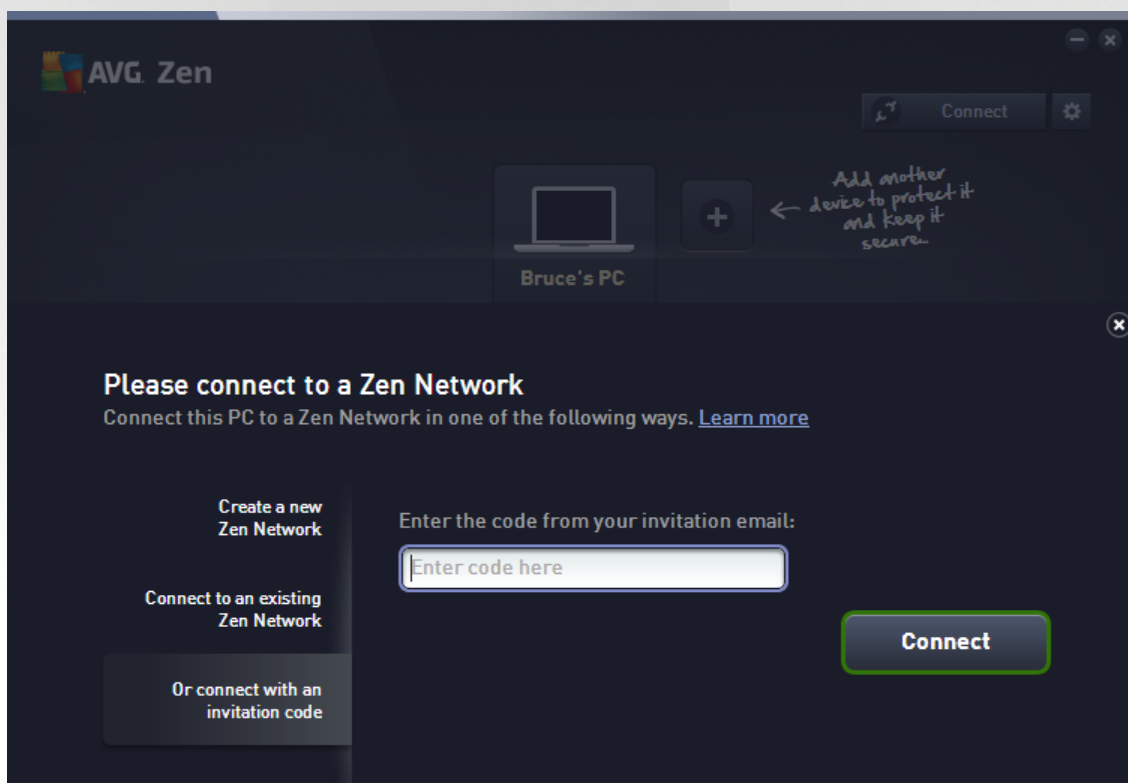 AVG. Zen
Connect
Add another
device to protect it
and keep it
secure...
Bruce's PC
Please connect to a Zen Network
Connect this PC to a Zen Network in one of the following ways. Learn more
Create a new
Zen Network
Enter the code from your invitation email:
Enter code here
Connect to an existing
Zen Network
Connect
Or connect with an
invitation code